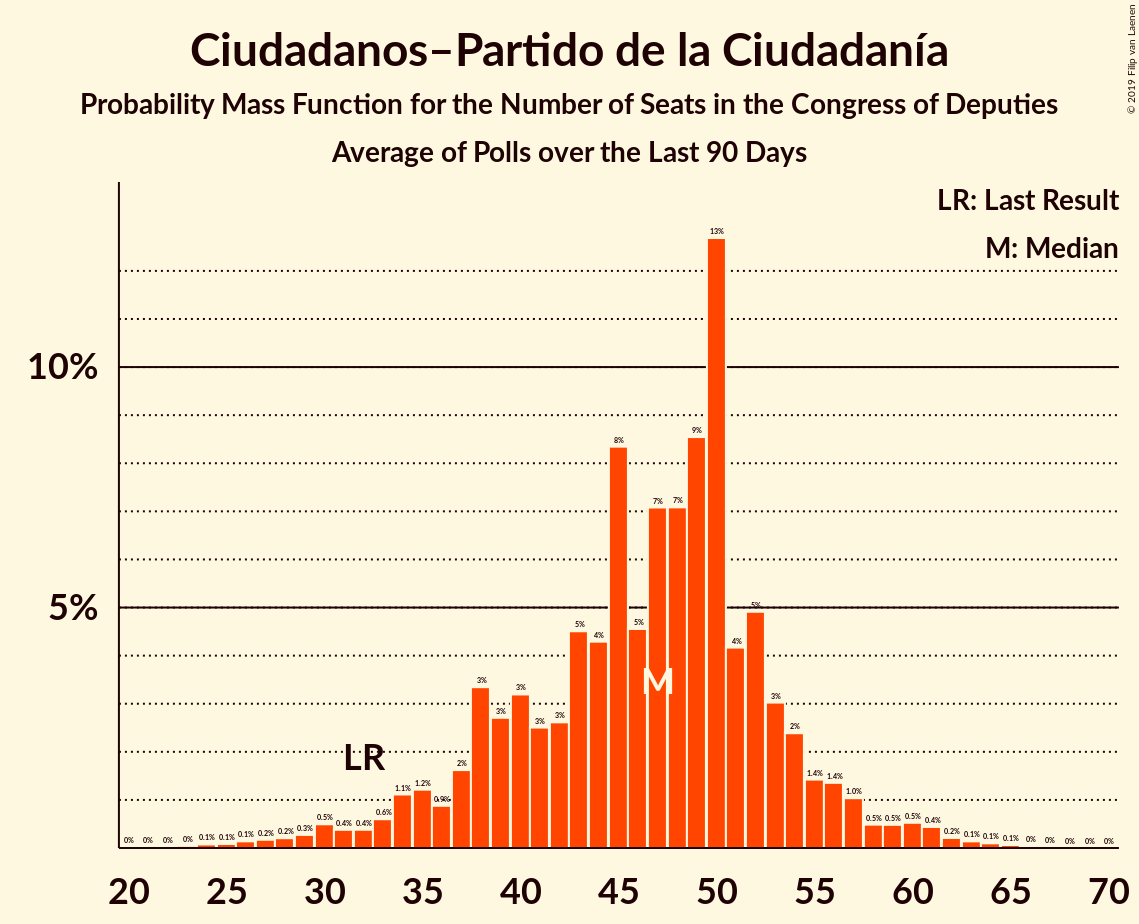 Ciudadanos–Partido de la Ciudadanía
Probability Mass Function for the Number of Seats in the Congress of Deputies
Average of Polls over the Last 90 Days
© 2019 Filip van Laenen
LR: Last Result
M: Median
10%
5%
0% 0% 0% 0% 0.1% 0.1% 0.1% 0.2% 0.2% 0.3% 0.5% 0.4% 0.4% 0.6% 1.1% 1.2% 0.9% 2% 3% 3% 3% 3% 3% 5% 4% 8% 5% 7% 7% 9% 13% 4% 5% 3% 2% 1.4% 1.4% 1.0% 0.5% 0.5% 0.5% 0.4% 0.2% 0.1% 0.1% 0.1% 0% 0% 0% 0% 0%
LR
M
20 25 30 35 40 45 50 55 60 65 70